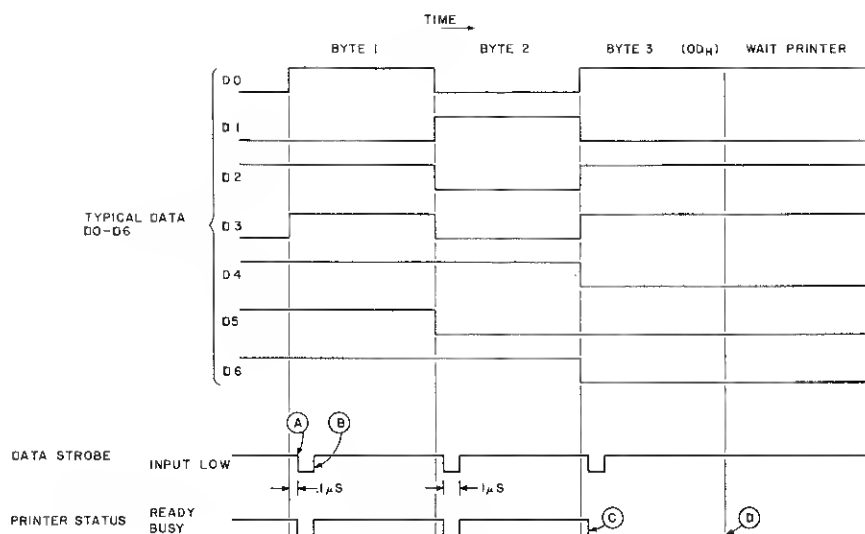 TIME
BYTE 1 BYTE 2 BYTE 3 (0DH) WAIT PRINTER
D0
D1
D2
TYPICAL DATA
D0-D6
D3
D4
D5
D6
A B
DATA STROBE INPUT LOW
.1µS 1µS
PRINTER STATUS READY
BUSY
C D